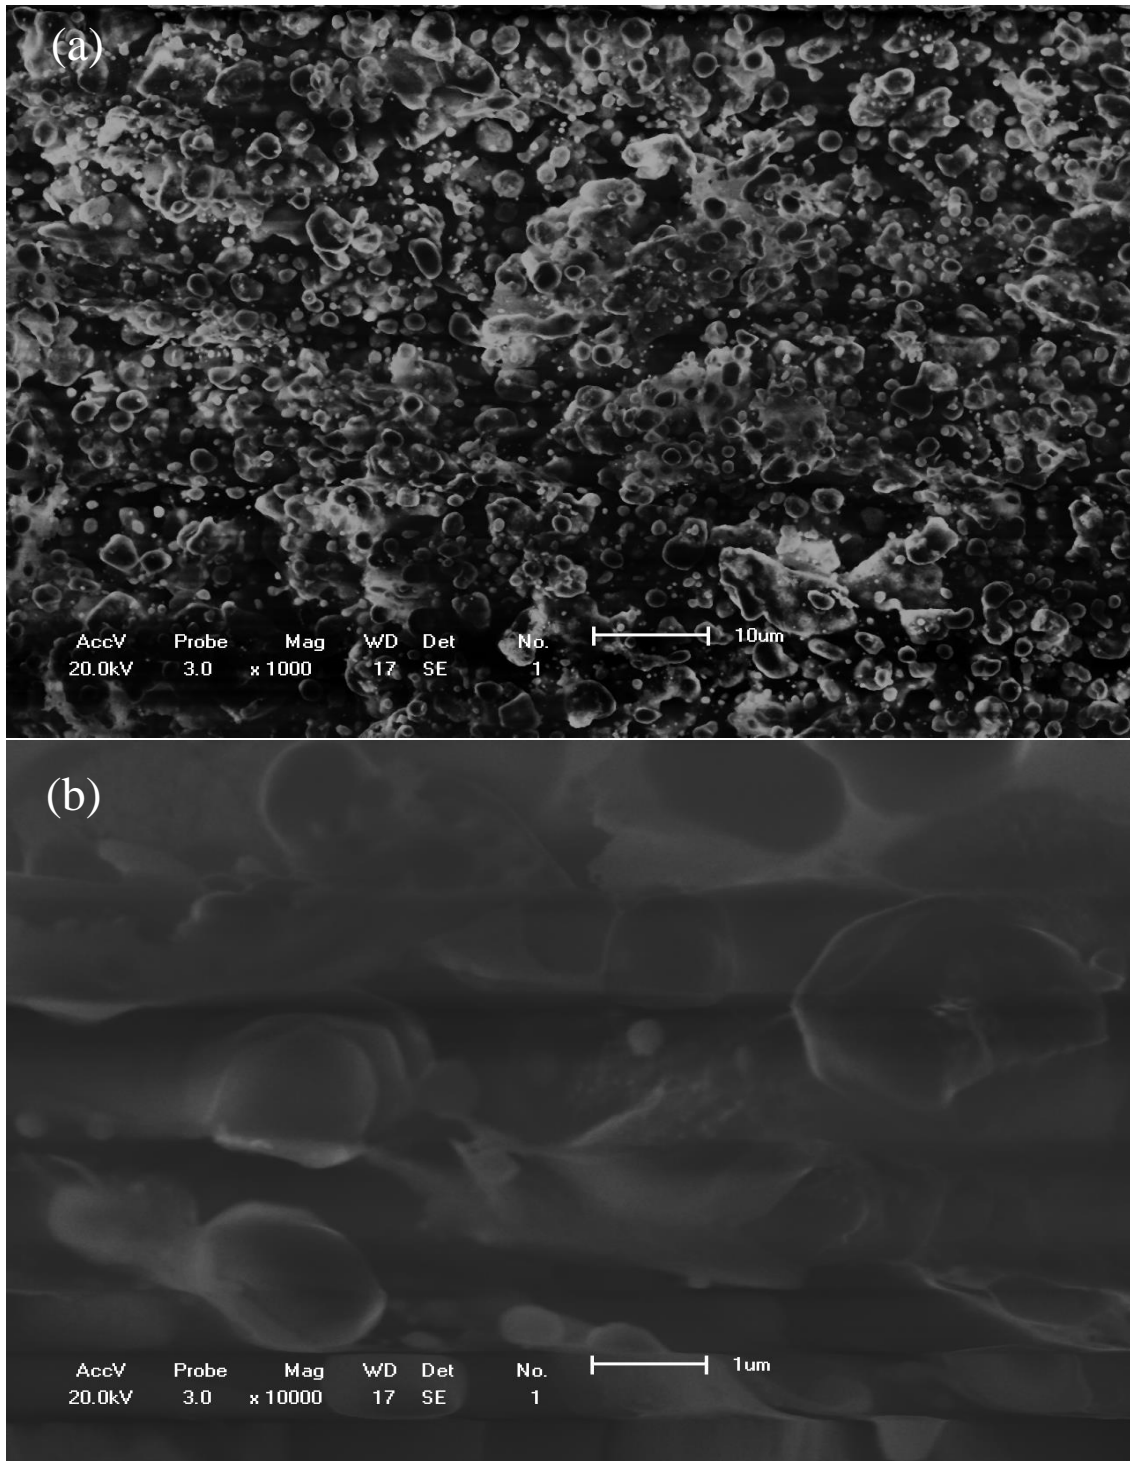 (a)
AccV Probe Mag WD Det No. 10um
20.0kV 3.0 x 1000 17 SE 1
(b)
AccV Probe Mag WD Det No. 1um
20.0kV 3.0 x 10000 17 SE 1